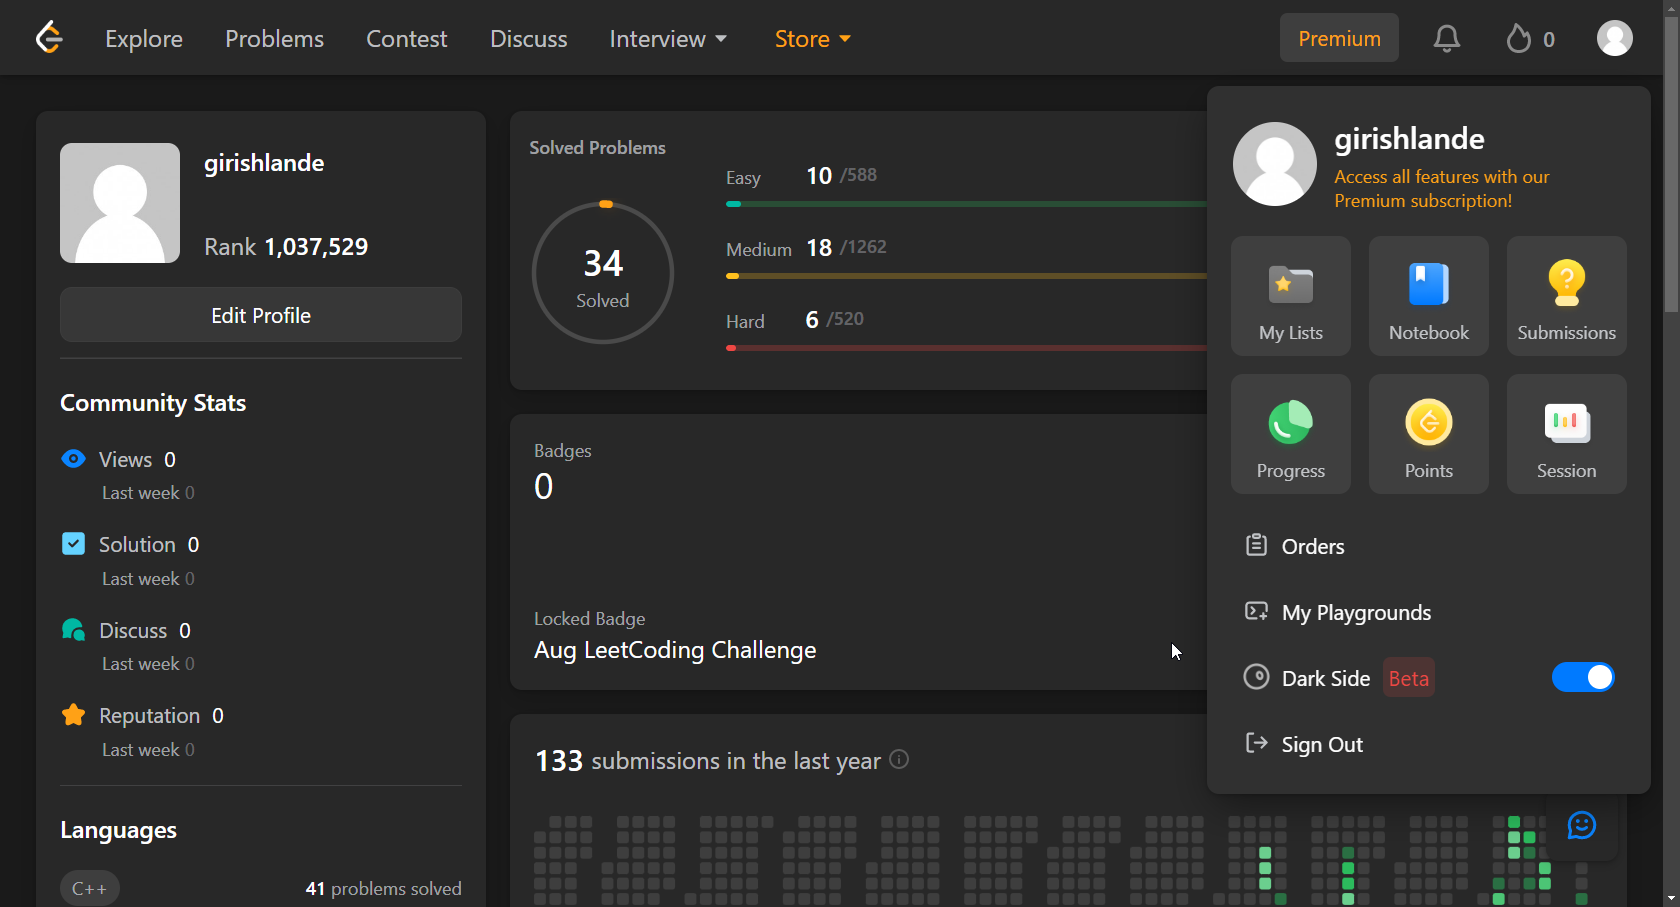 Explore Problems Contest Discuss Interview Store Premium 0
girishlande
Rank 1,037,529
Edit Profile
Community Stats
Views 0
Last week 0
Solution 0
Last week 0
Discuss 0
Last week 0
Reputation 0
Last week 0
Languages
C++ 41 problems solved
Solved Problems
34
Solved
Easy 10 /588
Medium 18 /1262
Hard 6 /520
Badges
0
Locked Badge
Aug LeetCoding Challenge
133 submissions in the last year
girishlande
Access all features with our
Premium subscription!
My Lists Notebook Submissions
Progress Points Session
Orders
My Playgrounds
Dark Side Beta
Sign Out